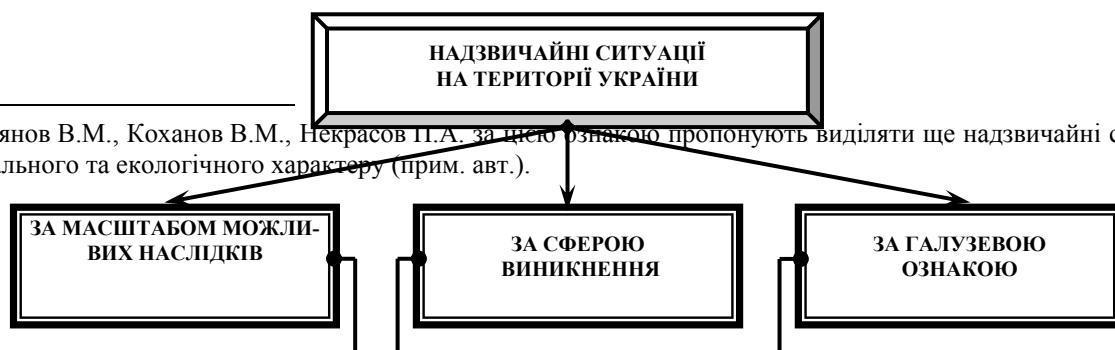 НАДЗВИЧАЙНІ СИТУАЦІЇ
НА ТЕРИТОРІЇ УКРАЇНИ
янов В.М., Коханов В.М., Некрасов П.А. за цією ознакою пропонують виділяти ще надзвичайні с
ального та екологічного характеру (прим. авт.).
ЗА МАСШТАБОМ МОЖЛИ-
ВИХ НАСЛІДКІВ
ЗА СФЕРОЮ
ВИНИКНЕННЯ
ЗА ГАЛУЗЕВОЮ
ОЗНАКОЮ